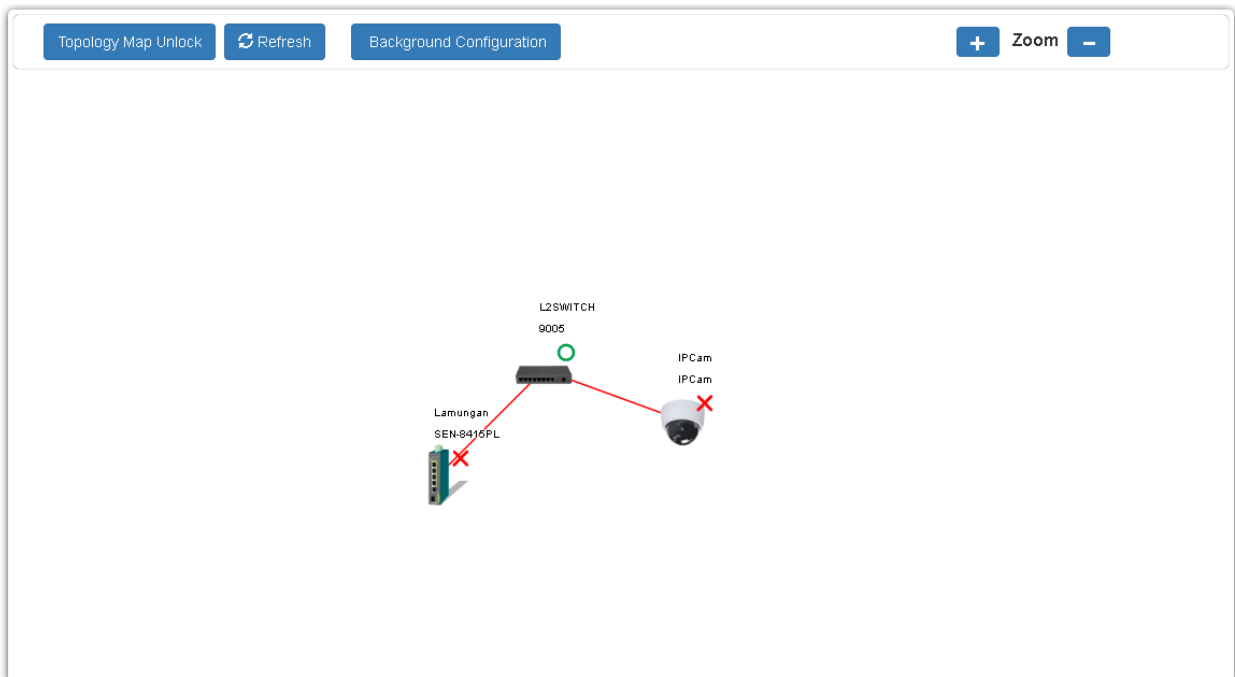 Topology Map Unlock
Refresh
Background Configuration
+ Zoom −
L2SWITCH
9005
IPCam
IPCam
Lamungan
SEN-8415PL